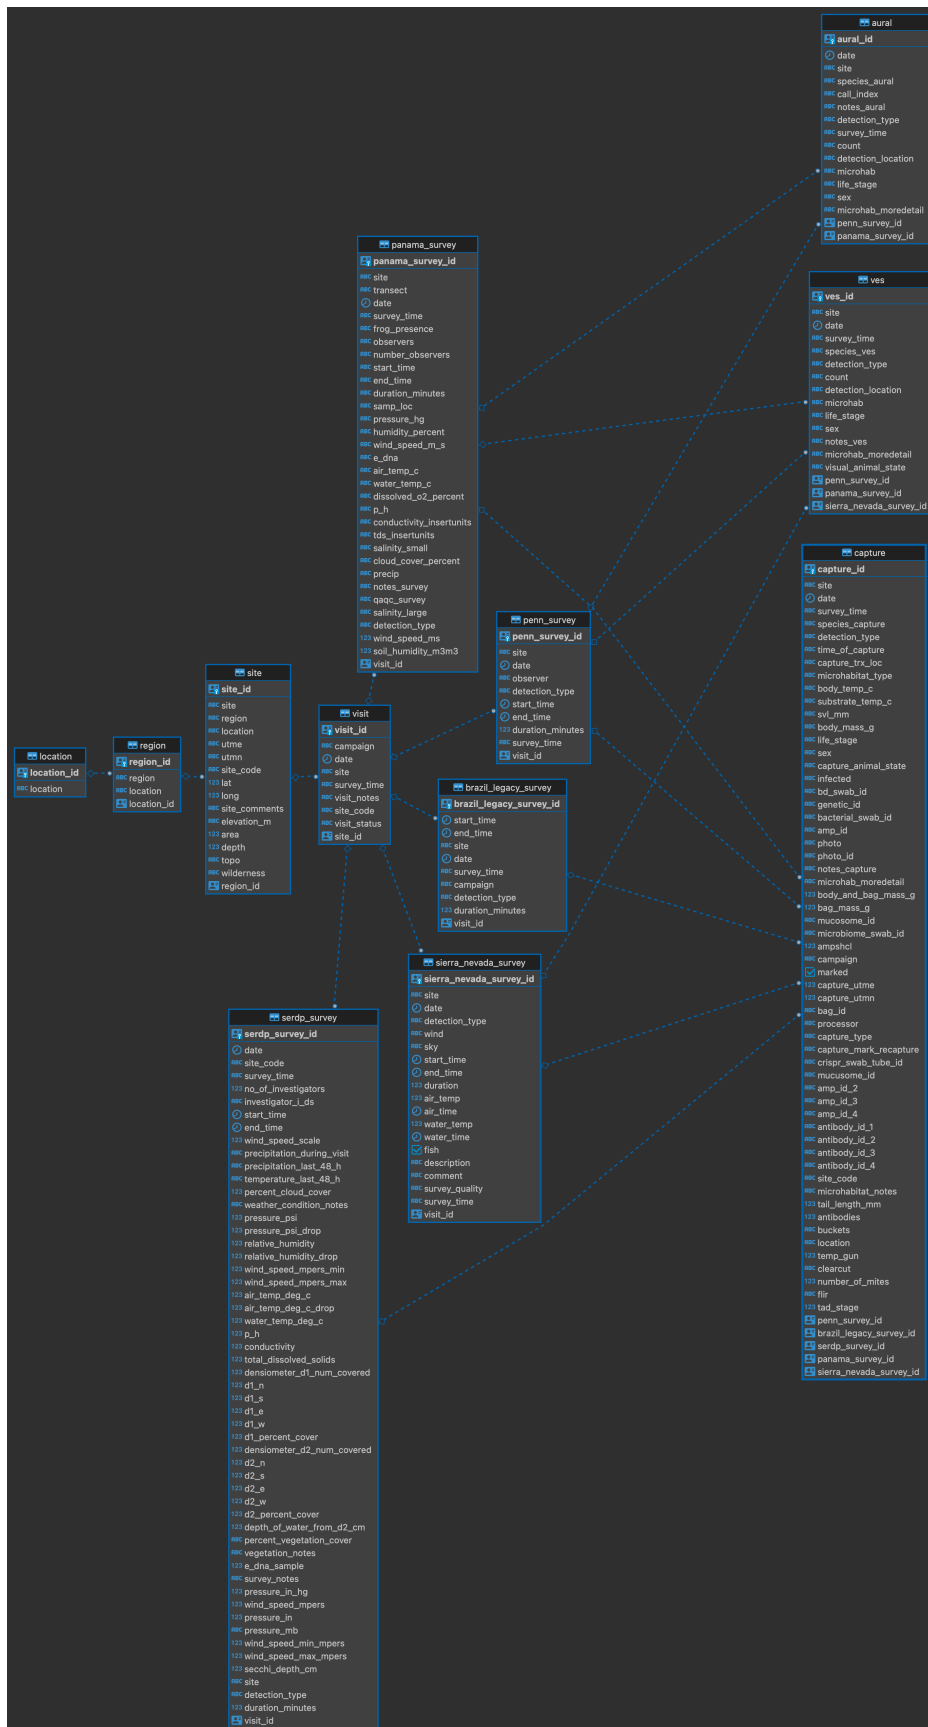 aural
aural_id
date
site
species_aural
call_index
notes_aural
detection_type
survey_time
count
detection_location
microhab
life_stage
sex
microhab_moredetail
penn_survey_id
panama_survey_id
ves
ves_id
site
date
survey_time
species_ves
detection_type
count
detection_location
microhab
life_stage
sex
notes_ves
microhab_moredetail
visual_animal_state
penn_survey_id
panama_survey_id
sierra_nevada_survey_id
panama_survey
panama_survey_id
site
transect
date
survey_time
frog_presence
observers
number_observers
start_time
end_time
duration_minutes
samp_loc
pressure_hg
humidity_percent
wind_speed_m_s
e_dna
air_temp_c
water_temp_c
dissolved_o2_percent
p_h
conductivity_insertunits
tds_insertunits
salinity_small
cloud_cover_percent
precip
notes_survey
qaqc_survey
salinity_large
detection_type
wind_speed_ms
soil_humidity_m3m3
visit_id
capture
capture_id
site
date
survey_time
species_capture
detection_type
time_of_capture
capture_trx_loc
microhabitat_type
body_temp_c
substrate_temp_c
svl_mm
body_mass_g
life_stage
sex
capture_animal_state
infected
bd_swab_id
genetic_id
bacterial_swab_id
amp_id
photo
photo_id
notes_capture
microhab_moredetail
body_and_bag_mass_g
bag_mass_g
mucosome_id
microbiome_swab_id
ampshcl
campaign
marked
capture_utme
capture_utmn
bag_id
processor
capture_type
capture_mark_recapture
crispr_swab_tube_id
mucusome_id
amp_id_2
amp_id_3
amp_id_4
antibody_id_1
antibody_id_2
antibody_id_3
antibody_id_4
site_code
microhabitat_notes
tail_length_mm
antibodies
buckets
location
temp_gun
clearcut
number_of_mites
flir
tad_stage
penn_survey_id
brazil_legacy_survey_id
serdp_survey_id
panama_survey_id
sierra_nevada_survey_id
penn_survey
penn_survey_id
site
date
observer
detection_type
start_time
end_time
duration_minutes
survey_time
visit_id
location
location_id
location
region
region_id
region
location
location_id
site
site_id
site
region
location
utme
utmn
site_code
lat
long
site_comments
elevation_m
area
depth
topo
wilderness
region_id
visit
visit_id
campaign
date
site
survey_time
visit_notes
site_code
visit_status
site_id
brazil_legacy_survey
brazil_legacy_survey_id
start_time
end_time
site
date
survey_time
campaign
detection_type
duration_minutes
visit_id
sierra_nevada_survey
sierra_nevada_survey_id
site
date
detection_type
wind
sky
start_time
end_time
duration
air_temp
air_time
water_temp
water_time
fish
description
comment
survey_quality
survey_time
visit_id
serdp_survey
serdp_survey_id
date
site_code
survey_time
no_of_investigators
investigator_i_ds
start_time
end_time
wind_speed_scale
precipitation_during_visit
precipitation_last_48_h
temperature_last_48_h
percent_cloud_cover
weather_condition_notes
pressure_psi
pressure_psi_drop
relative_humidity
relative_humidity_drop
wind_speed_mpers_min
wind_speed_mpers_max
air_temp_deg_c
air_temp_deg_c_drop
water_temp_deg_c
p_h
conductivity
total_dissolved_solids
densiometer_d1_num_covered
d1_n
d1_s
d1_e
d1_w
d1_percent_cover
densiometer_d2_num_covered
d2_n
d2_s
d2_e
d2_w
d2_percent_cover
depth_of_water_from_d2_cm
percent_vegetation_cover
vegetation_notes
e_dna_sample
survey_notes
pressure_in_hg
wind_speed_mpers
pressure_in
pressure_mb
wind_speed_min_mpers
wind_speed_max_mpers
secchi_depth_cm
site
detection_type
duration_minutes
visit_id